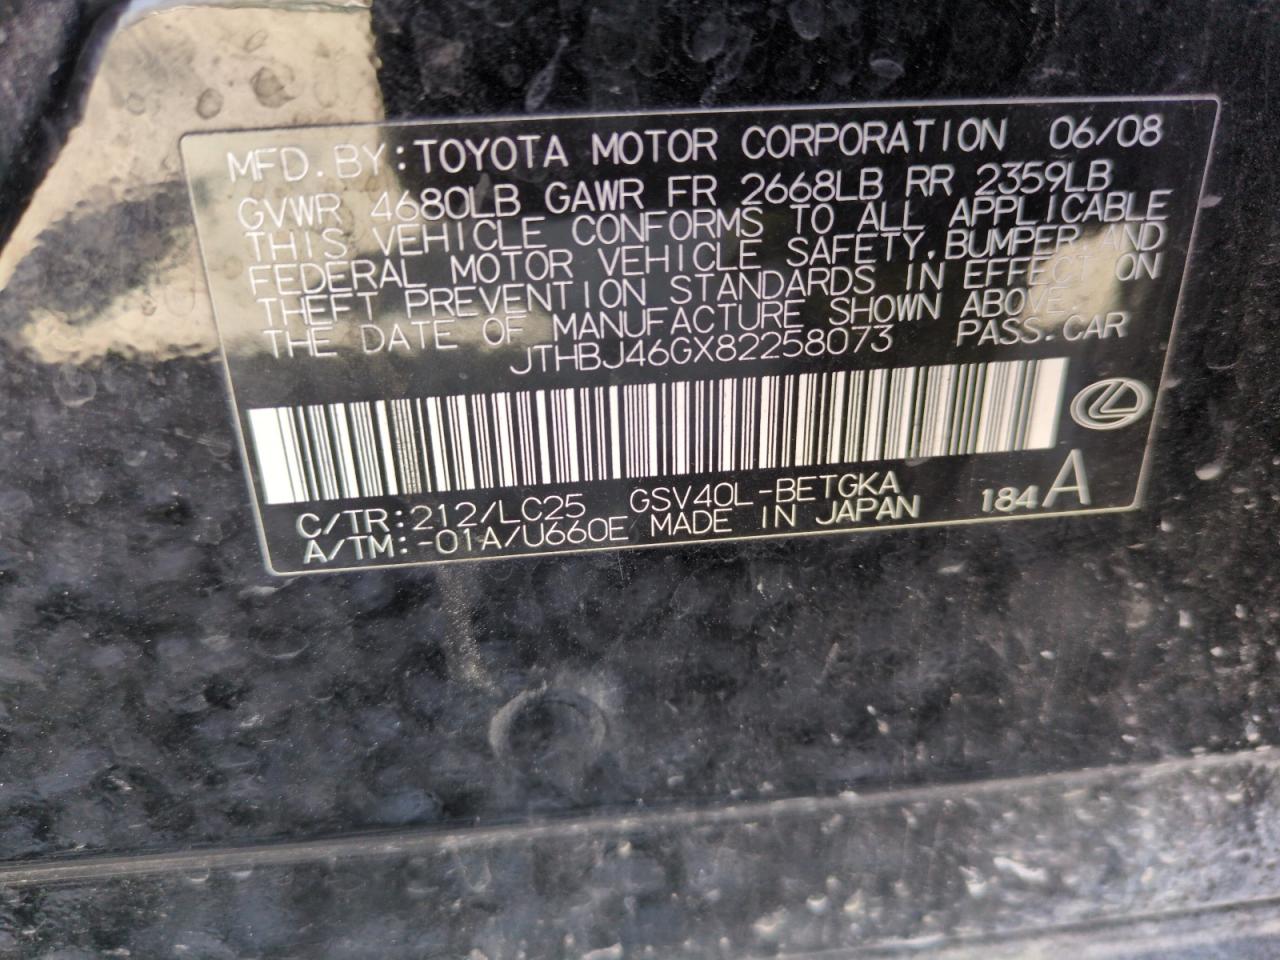 MFD. BY: TOYOTA MOTOR CORPORATION 06/08
GVWR 4680LB GAWR FR 2668LB RR 2359LB
THIS VEHICLE CONFORMS TO ALL APPLICABLE
FEDERAL MOTOR VEHICLE SAFETY, BUMPER AND
THEFT PREVENTION STANDARDS IN EFFECT ON
THE DATE OF MANUFACTURE SHOWN ABOVE.
JTHBJ46GX82258073 PASS. CAR
C/TR: 212/LC25 GSV40L-BETGKA 184 A
A/TM: -01A/U660E MADE IN JAPAN